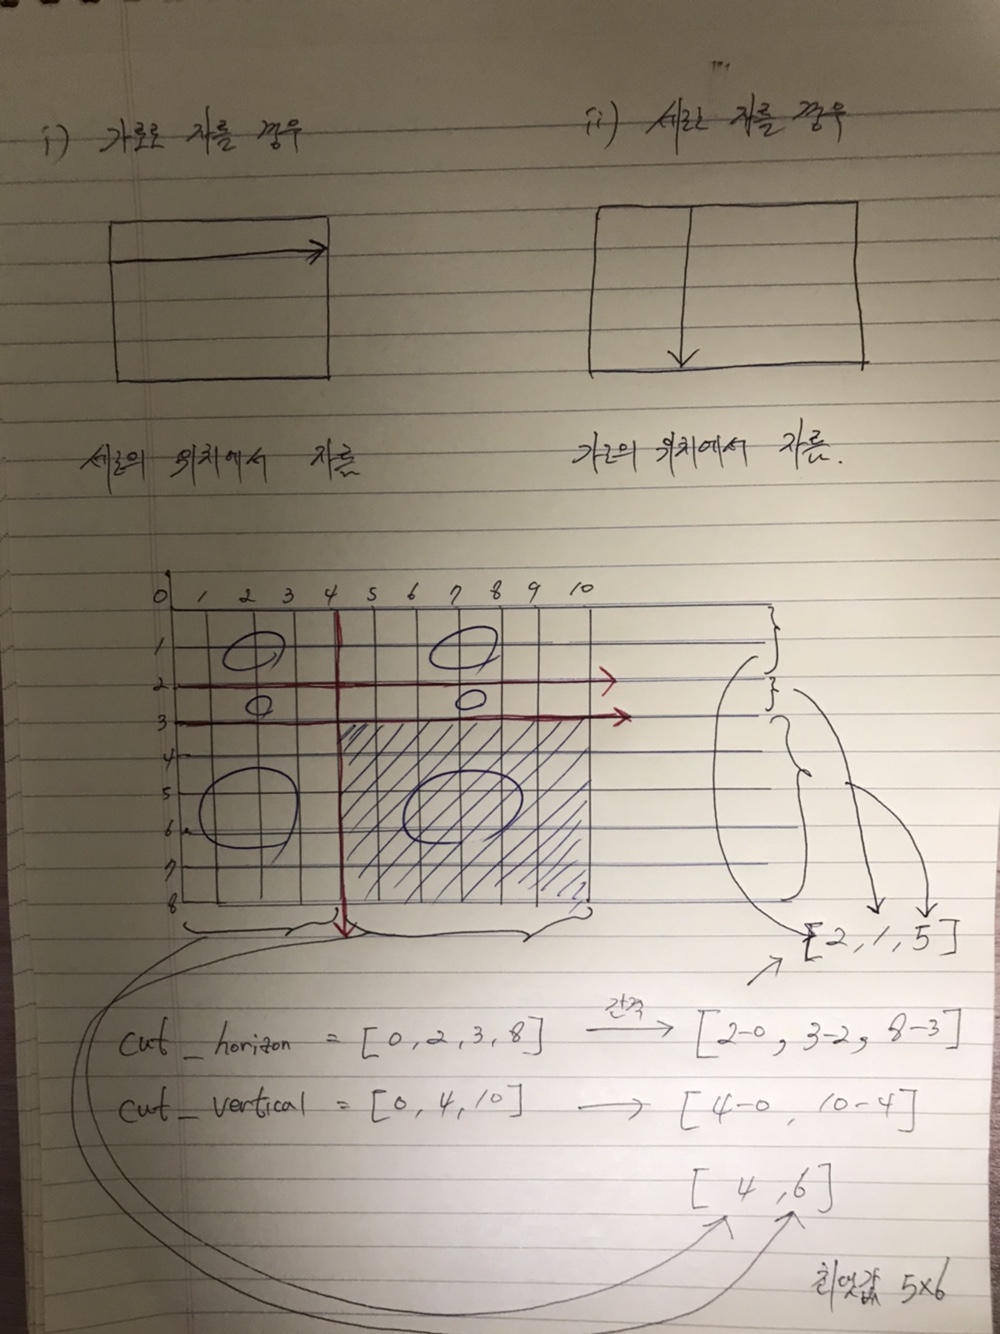 i) 가로로 자를 경우
ii) 세로로 자를 경우
세로의 위치에서 자름
가로의 위치에서 자름.
0 1 2 3 4 5 6 7 8 9 10
1
2
3
4
5
6
7
8
[2,1,5]
cut_horizon = [0,2,3,8] 간격 [2-0, 3-2, 8-3]
cut_vertical = [0,4,10] [4-0, 10-4]
[4,6]
최댓값 5×6